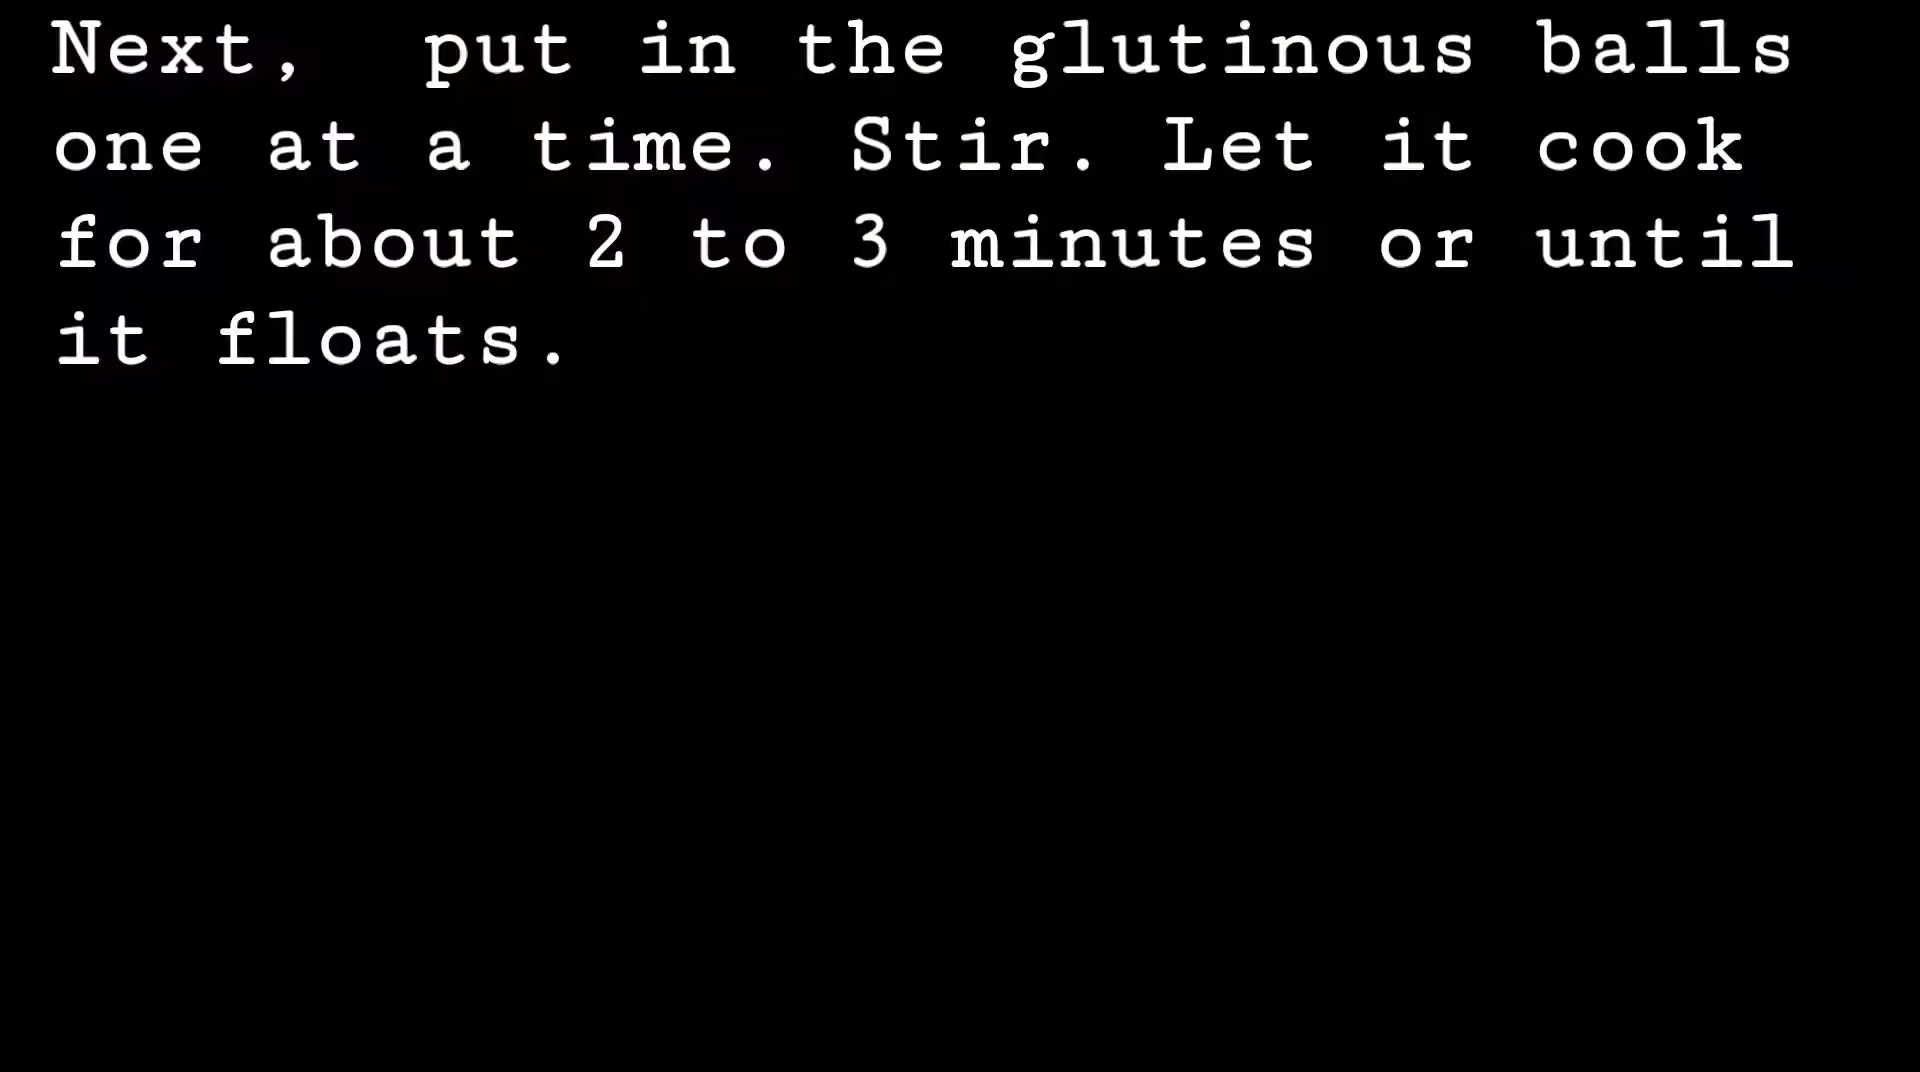 Next, put in the glutinous balls
one at a time. Stir. Let it cook
for about 2 to 3 minutes or until
it floats.